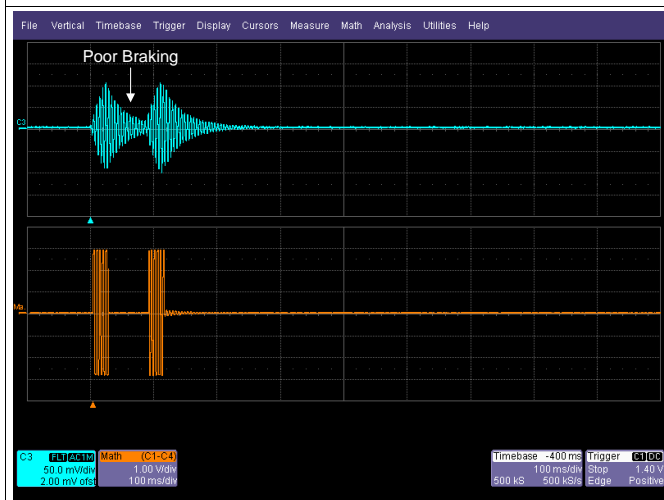 File Vertical Timebase Trigger Display Cursors Measure Math Analysis Utilities Help
Poor Braking
C3
Ma
C3 FLT AC1M
50.0 mV/div
2.00 mV ofst
Math (C1-C4)
1.00 V/div
100 ms/div
Timebase -400 ms
100 ms/div
500 kS 500 kS/s
Trigger C1 DC
Stop 1.40 V
Edge Positive